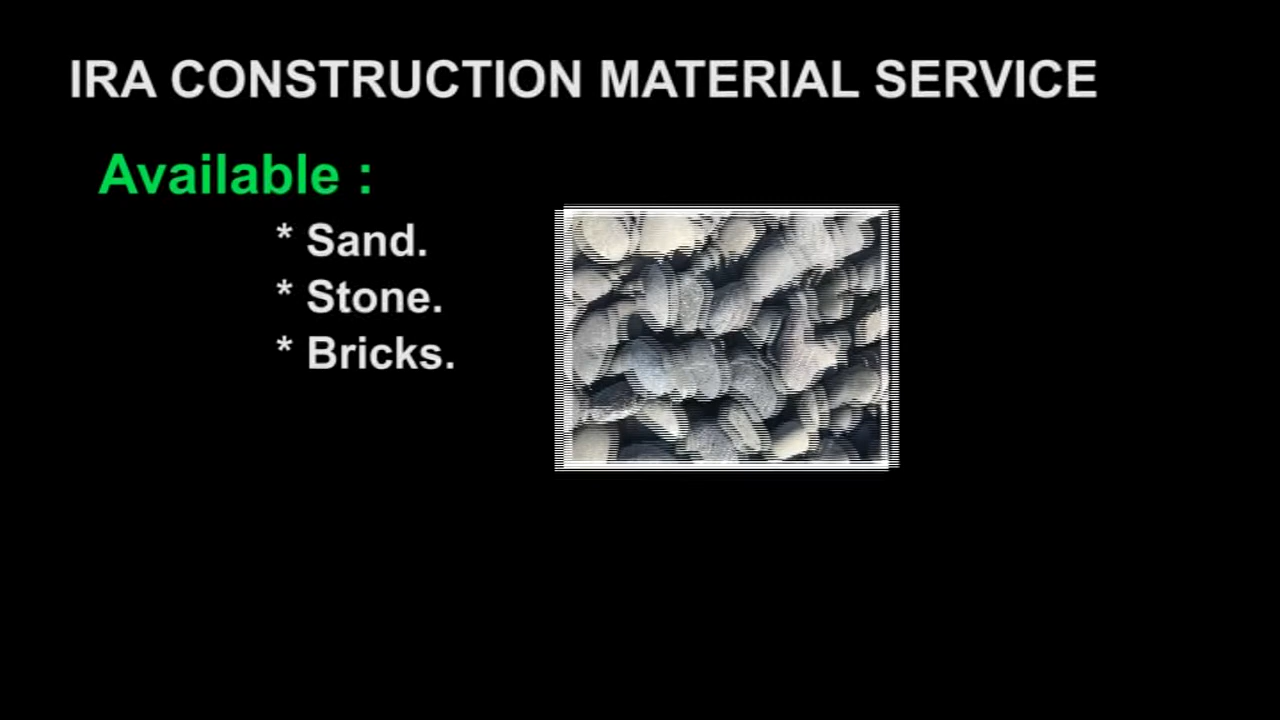 IRA CONSTRUCTION MATERIAL SERVICE
Available :
* Sand.
* Stone.
* Bricks.